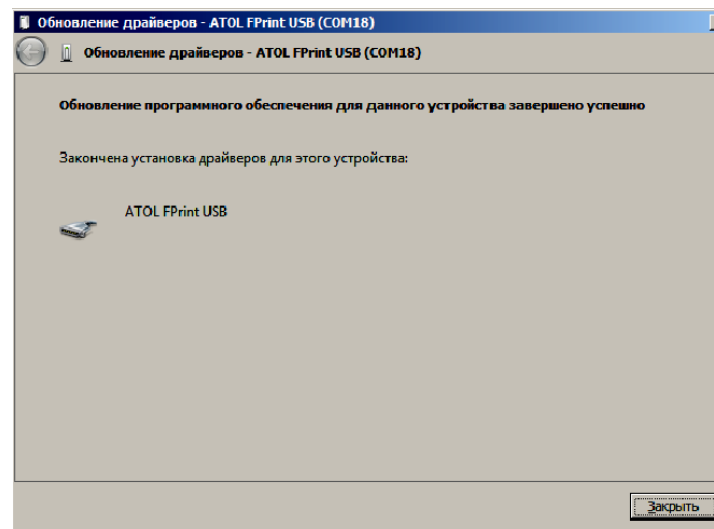 Обновление драйверов - ATOL FPrint USB (COM18)
Обновление драйверов - ATOL FPrint USB (COM18)
Обновление программного обеспечения для данного устройства завершено успешно
Закончена установка драйверов для этого устройства:
ATOL FPrint USB
Закрыть